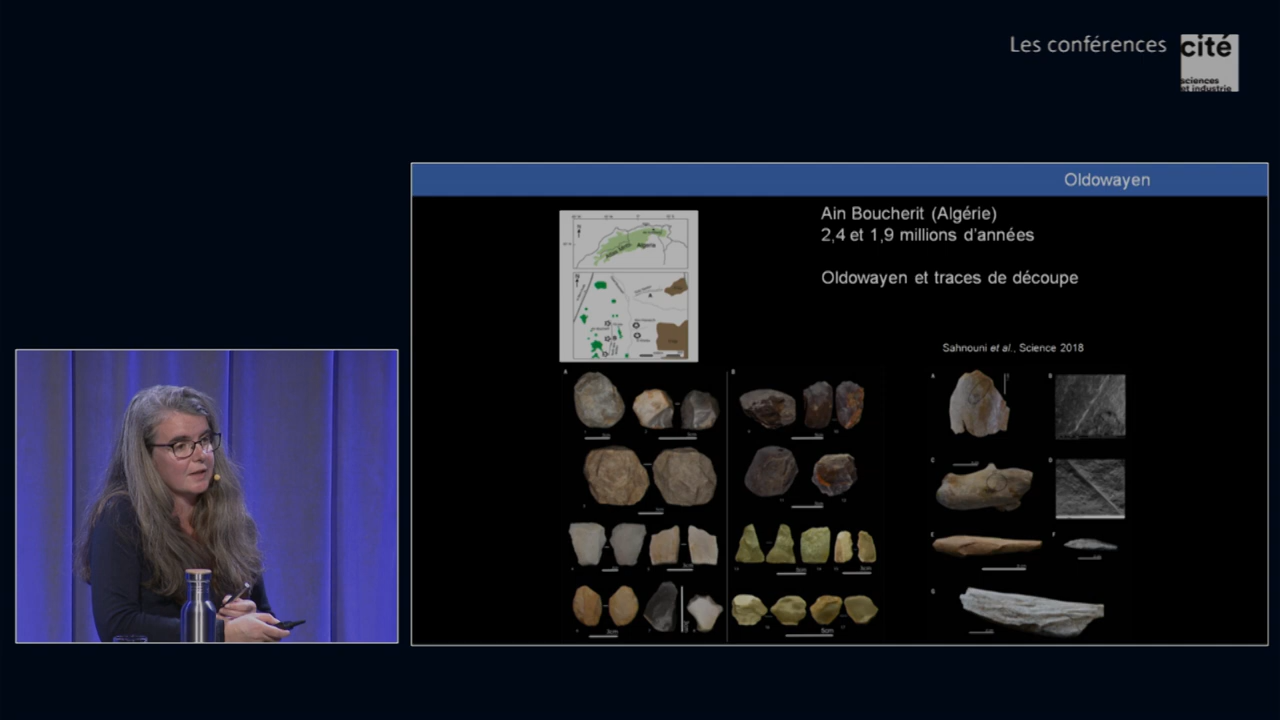 Les conférences
cité
sciences
et industrie
Oldowayen
Ain Boucherit (Algérie)
2,4 et 1,9 millions d'années
Oldowayen et traces de découpe
Sahnouni et al., Science 2018
Algérie
A
B
A
B
C
D
E
F
G